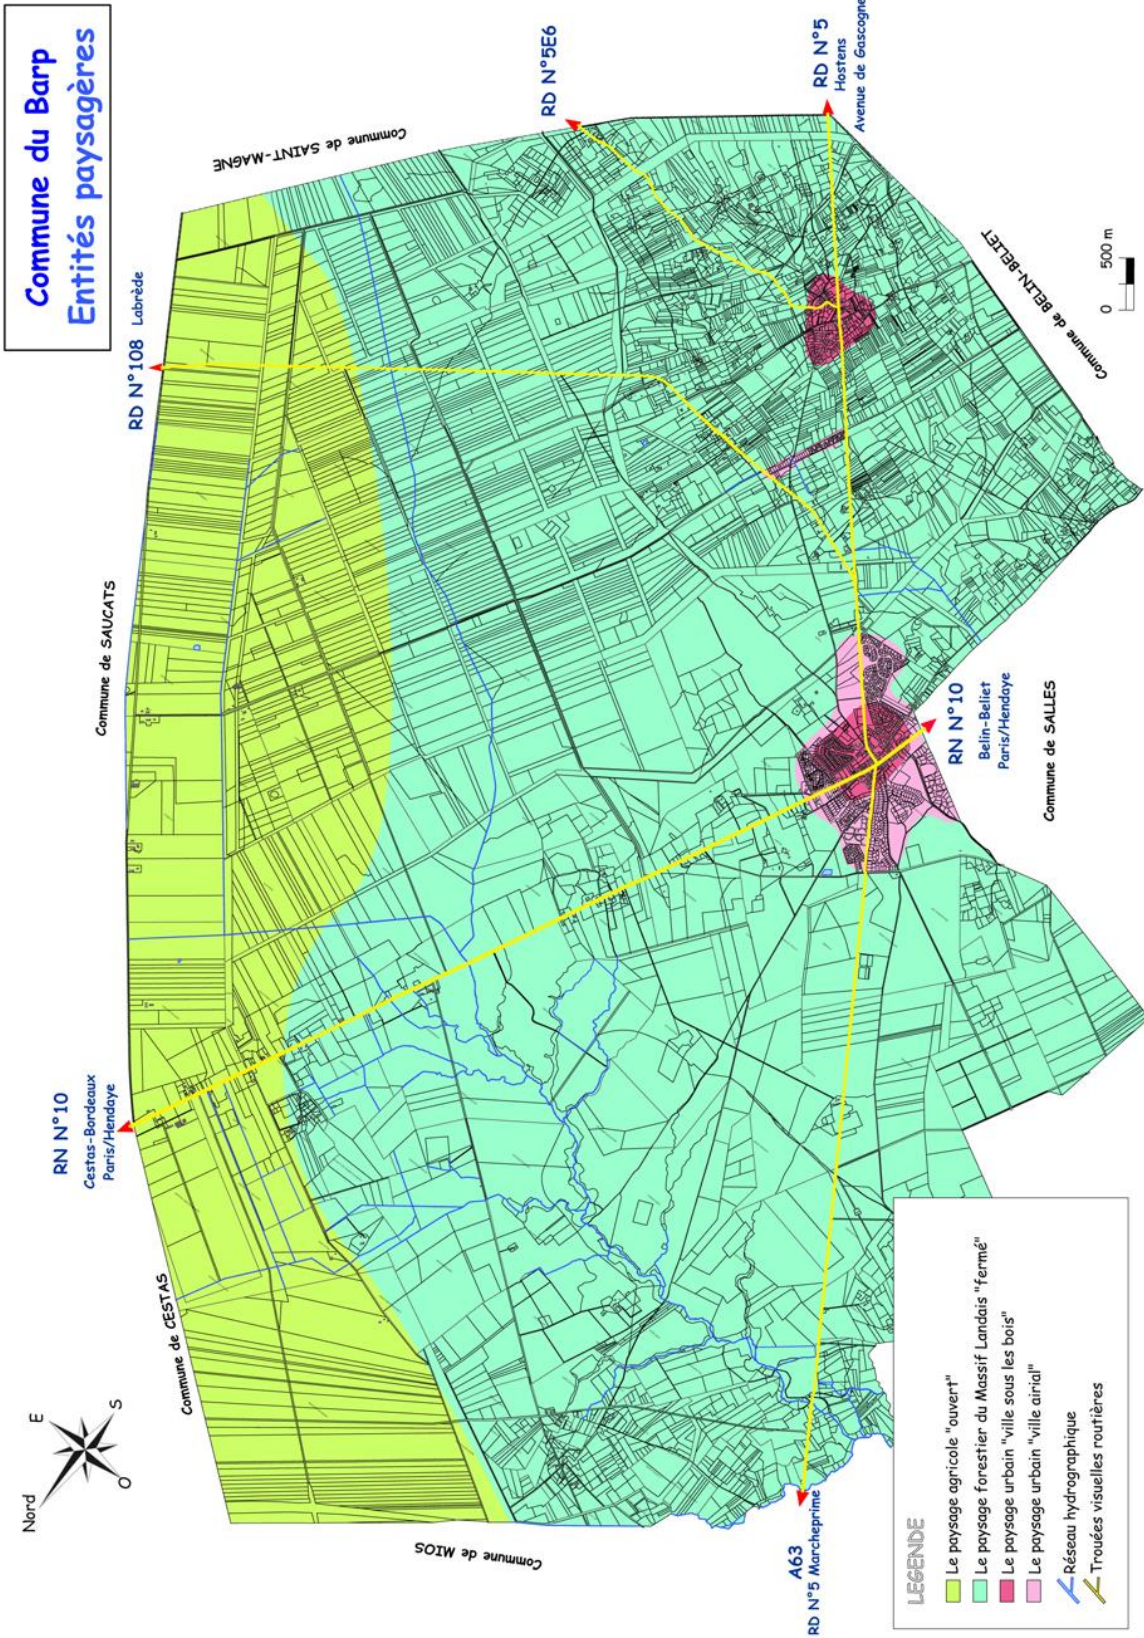 Commune du Barp
Entités paysagères
Commune de SAINT-MAGNE
RD N°5E6
RD N°5
Hostens
Avenue de Gascogne
RD N°108 Labrède
Commune de BELIN-BELIET
0 500 m
Commune de SAUCATS
RN N°10
Belin-Beliet
Paris/Hendaye
Commune de SALLES
RN N°10
Cestas-Bordeaux
Paris/Hendaye
Commune de CESTAS
Nord
E
S
O
Commune de MIOS
A63
RD N°5 Marcheprime
LEGENDE
Le paysage agricole "ouvert"
Le paysage forestier du Massif Landais "fermé"
Le paysage urbain "ville sous les bois"
Le paysage urbain "ville airial"
Réseau hydrographique
Trouées visuelles routières